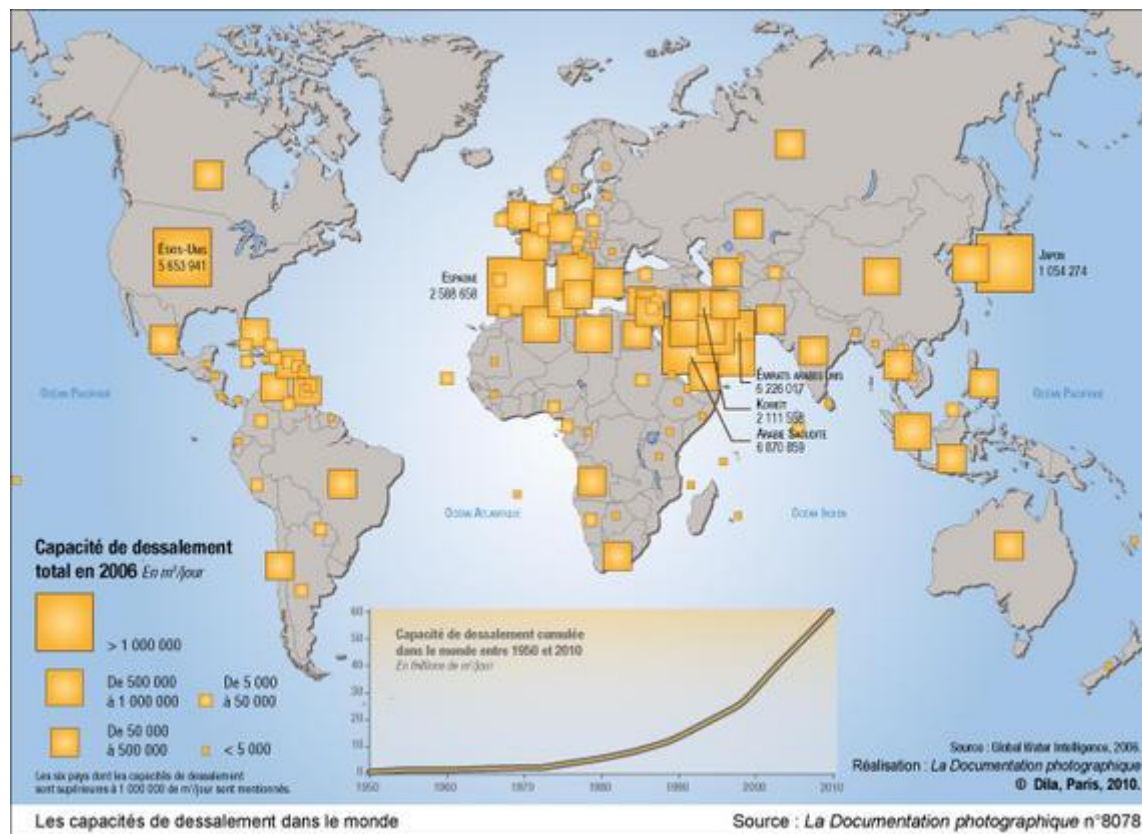 États-Unis
5 653 941
Espagne
2 588 658
Japon
1 054 274
Émirats arabes unis
5 226 017
Koweit
2 111 558
Arabie Saoudite
6 870 859
Océan Pacifique
Océan Pacifique
Océan Atlantique
Océan Indien
Capacité de dessalement
total en 2006 En m³/jour
> 1 000 000
De 500 000
à 1 000 000
De 5 000
à 50 000
De 50 000
à 500 000
< 5 000
Les six pays dont les capacités de dessalement
sont supérieures à 1 000 000 de m³/jour sont mentionnés.
Capacité de dessalement cumulée
dans le monde entre 1950 et 2010
En millions de m³/jour
60
50
40
30
20
10
0
1950
1960
1970
1980
1990
2000
2010
Source : Global Water Intelligence, 2006.
Réalisation : La Documentation photographique
© Dila, Paris, 2010.
Les capacités de dessalement dans le monde
Source : La Documentation photographique n°8078